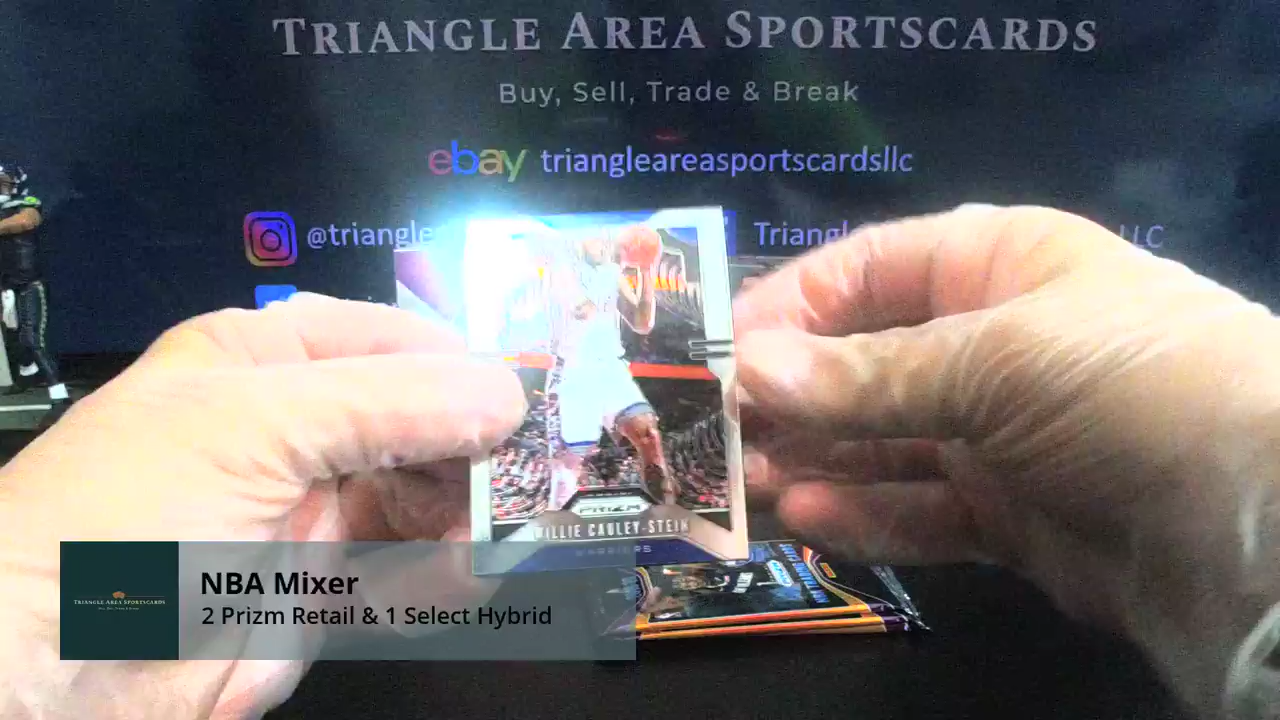 TRIANGLE AREA SPORTSCARDS
Buy, Sell, Trade & Break
ebay triangleareasportscardsllc
@triangle
Triangl
LLC
PRIZM
WILLIE CAULEY-STEIN
WARRIORS
NBA Mixer
2 Prizm Retail & 1 Select Hybrid
TRIANGLE AREA SPORTSCARDS